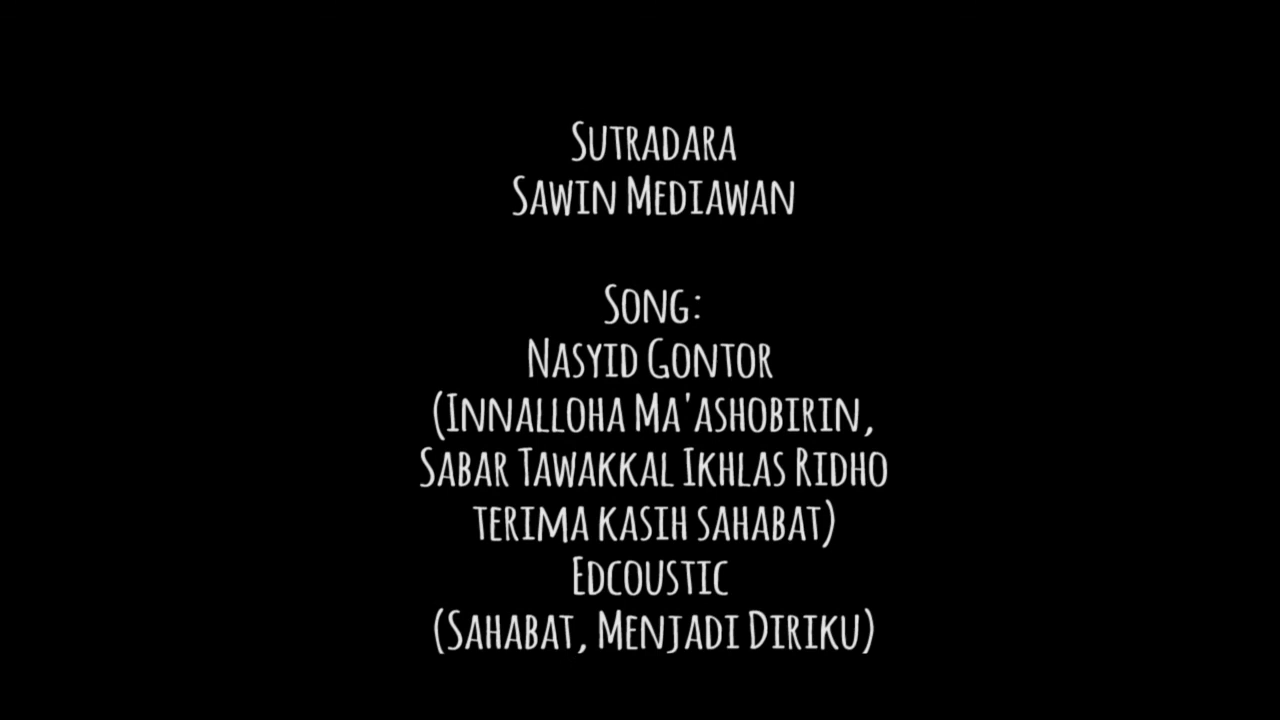 Sutradara
Sawin Mediawan
Song:
Nasyid Gontor
(Innalloha Ma'ashobirin,
Sabar Tawakkal Ikhlas Ridho
terima kasih sahabat)
Edcoustic
(Sahabat, Menjadi Diriku)